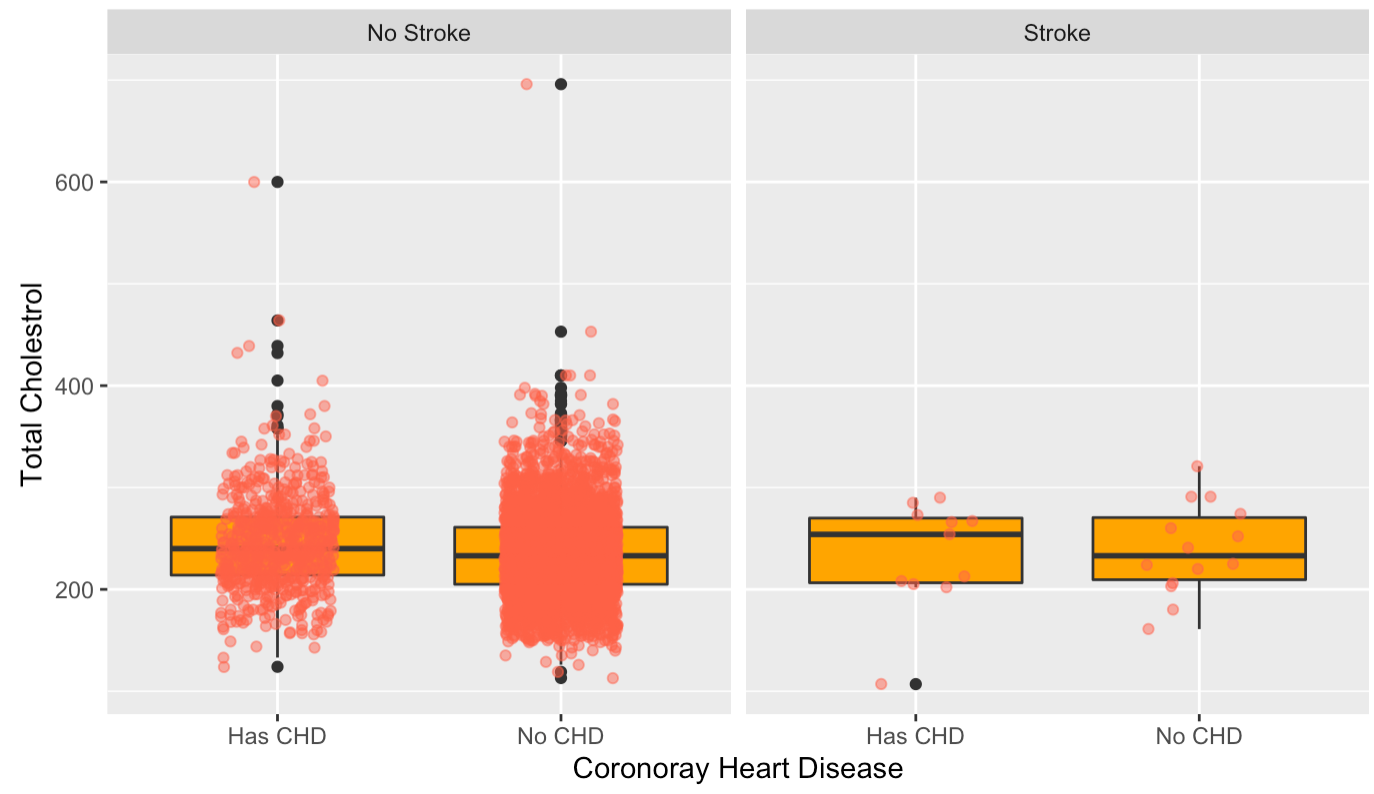 No Stroke
Stroke
Total Cholestrol
600
400
200
Has CHD
No CHD
Has CHD
No CHD
Coronoray Heart Disease